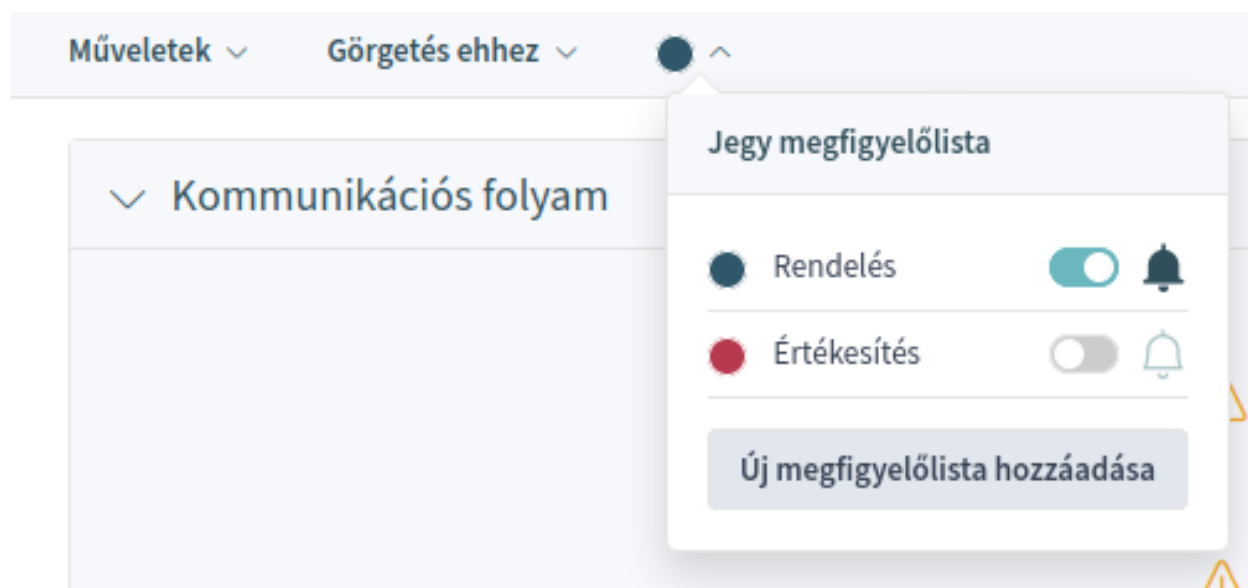 Műveletek
Görgetés ehhez
Jegy megfigyelőlista
Kommunikációs folyam
Rendelés
Értékesítés
Új megfigyelőlista hozzáadása